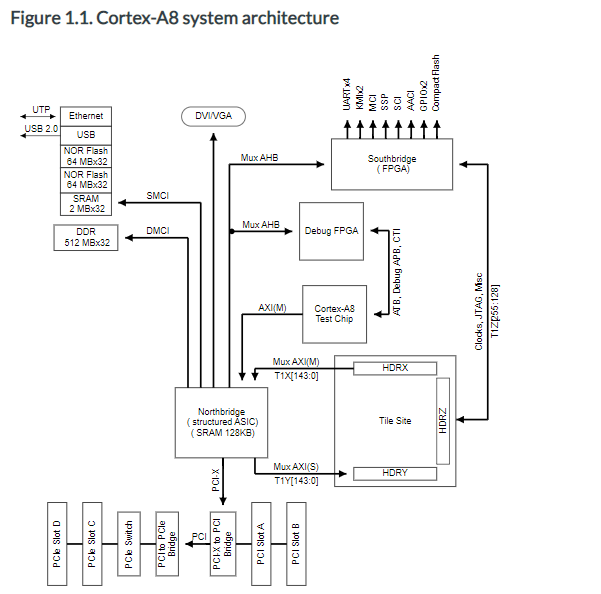 Figure 1.1. Cortex-A8 system architecture
UARTx4
KMIx2
MCI
SSP
SCI
AACI
GPIOx2
CompactFlash
UTP
USB 2.0
Ethernet
USB
NOR Flash
64 MBx32
NOR Flash
64 MBx32
SRAM
2 MBx32
DDR
512 MBx32
SMCI
DMCI
DVI/VGA
Mux AHB
Southbridge
( FPGA)
Mux AHB
Debug FPGA
ATB, Debug APB, CTI
Clocks, JTAG, Misc
T1Z[255:128]
AXI(M)
Cortex-A8
Test Chip
Mux AXI(M)
T1X[143:0]
HDRX
Tile Site
HDRZ
HDRY
Northbridge
( structured ASIC)
( SRAM 128KB)
Mux AXI(S)
T1Y[143:0]
PCI-X
PCIe Slot D
PCIe Slot C
PCIe Switch
PCI to PCIe
Bridge
PCI
PCI-X to PCI
Bridge
PCI Slot A
PCI Slot B